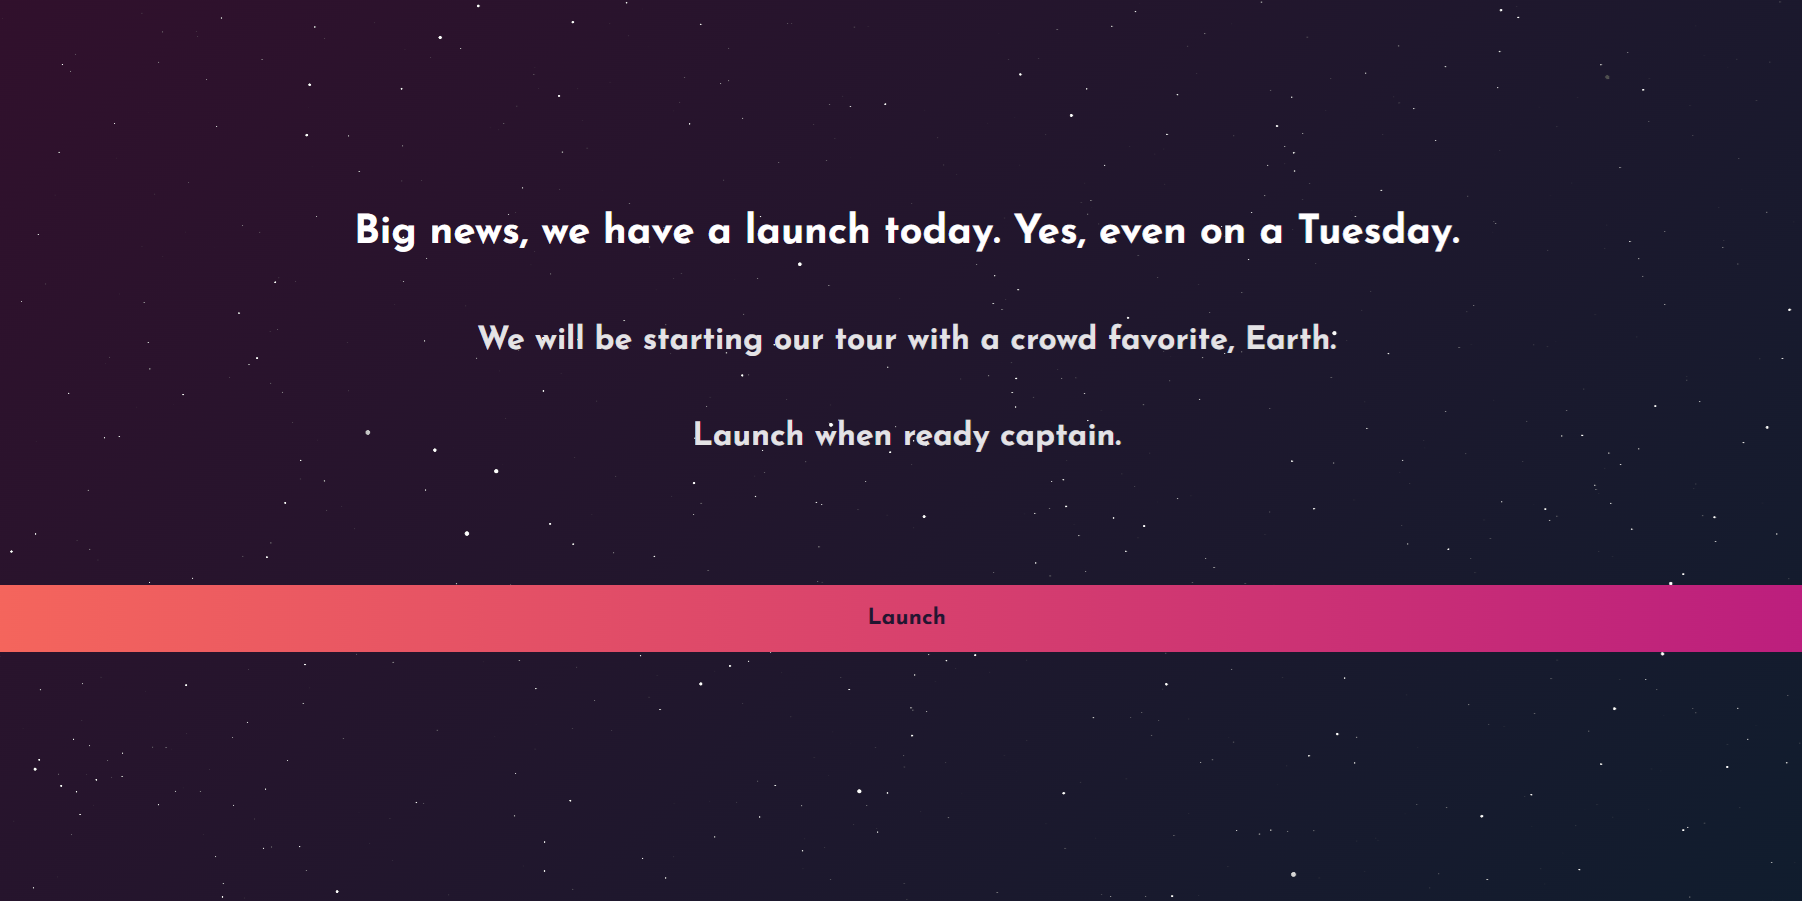 Big news, we have a launch today. Yes, even on a Tuesday.
We will be starting our tour with a crowd favorite, Earth.
Launch when ready captain.
Launch